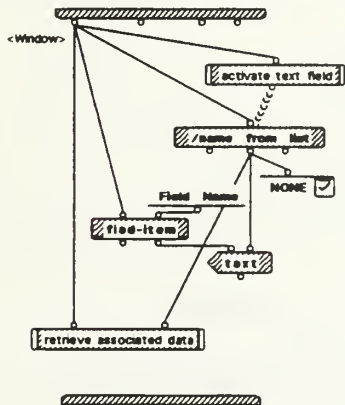 <Window>
activate text field
/name from list
NONE
Field Name
find-item
text
retrieve associated data